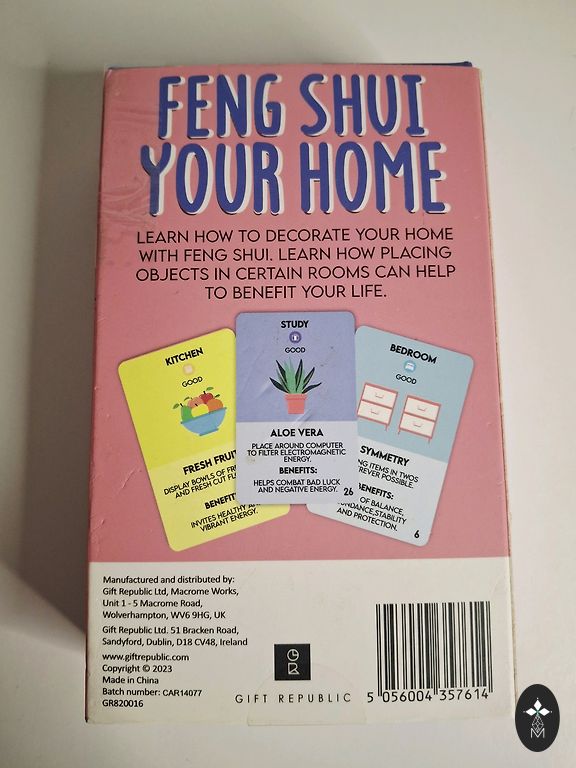 FENG SHUI
YOUR HOME
LEARN HOW TO DECORATE YOUR HOME
WITH FENG SHUI. LEARN HOW PLACING
OBJECTS IN CERTAIN ROOMS CAN HELP
TO BENEFIT YOUR LIFE.
KITCHEN
GOOD
FRESH FRUIT
DISPLAY BOWLS OF
AND FRESH CUT
INVITES HEALTHY
VIBRANT ENERGY.
STUDY
GOOD
ALOE VERA
PLACE AROUND COMPUTER
TO FILTER ELECTROMAGNETIC
ENERGY.
BENEFITS:
HELPS COMBAT BAD LUCK
AND NEGATIVE ENERGY.
26
BEDROOM
GOOD
SYMMETRY
ITEMS IN TWOS
POSSIBLE.
OF BALANCE,
STABILITY
AND PROTECTION.
6
Manufactured and distributed by:
Gift Republic Ltd, Macrome Works,
Unit 1 - 5 Macrome Road,
Wolverhampton, WV6 9HG, UK
Gift Republic Ltd. 51 Bracken Road,
Sandyford, Dublin, D18 CV48, Ireland
www.giftrepublic.com
Copyright © 2023
Made in China
Batch number: CAR14077
GR820016
GR
GIFT REPUBLIC
5 056004 357614
M